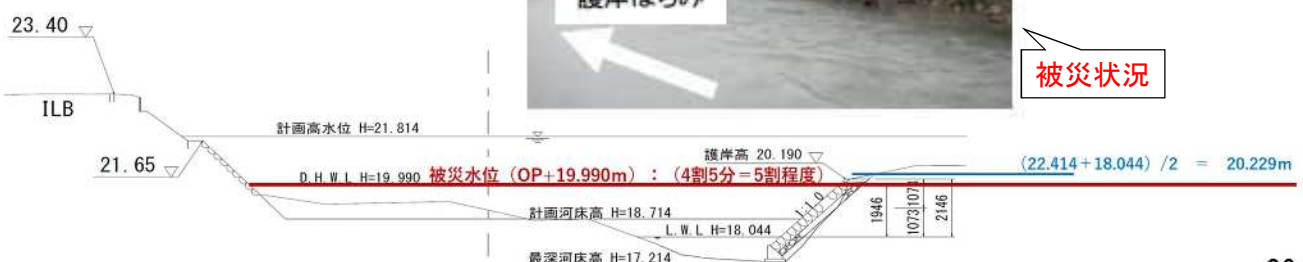 護岸はらみ
23.40
被災状況
ILB
計画高水位 H=21.814
21.65
護岸高 20.190
(22.414+18.044) /2 = 20.229m
D.H.W.L H=19.990 被災水位(OP+19.990m):(4割5分=5割程度)
1:1.0
1946
1073
1073
2146
計画河床高 H=18.714
L.W.L H=18.044
最深河床高 H=17.214